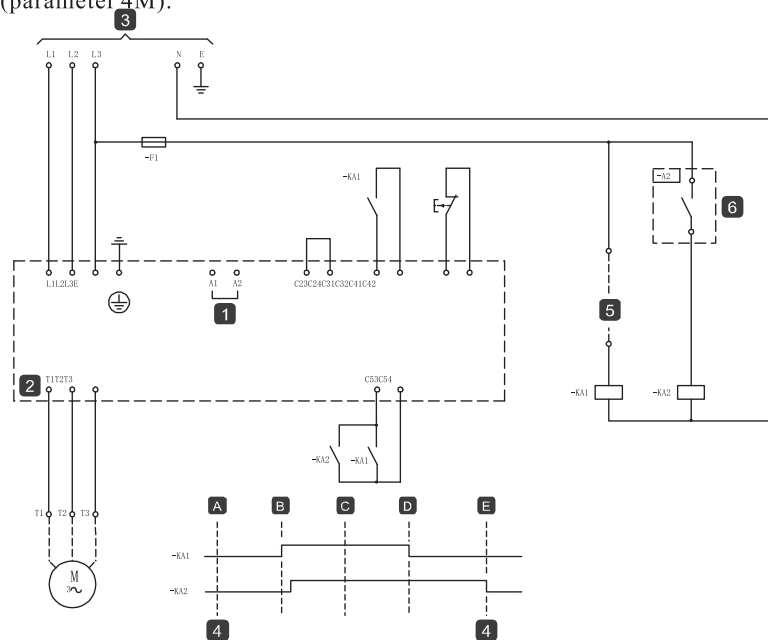 (parameter 4M).
3
L1 L2 L3 N E
-F1
-KA1
-A2
6
L1L2L3E
A1 A2
C23C24C31C32C41C42
1
5
2
T1T2T3
C53C54
-KA1
-KA2
-KA2
-KA1
A B C D E
T1 T2 T3
-KA1
M
3
-KA2
4 4